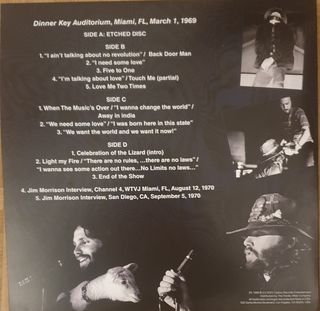 Dinner Key Auditorium, Miami, FL, March 1, 1969
SIDE A: ETCHED DISC
SIDE B
1. "I ain't talking about no revolution" / Back Door Man
2. "I need some love"
3. Five to One
4. "I'm talking about love" / Touch Me (partial)
5. Love Me Two Times
SIDE C
1. When The Music's Over / "I wanna change the world" /
Away in India
2. "We need some love" / "I was born here in this state"
3. "We want the world and we want it now!"
SIDE D
1. Celebration of the Lizard (intro)
2. Light my Fire / "There are no rules, ...there are no laws" /
"I wanna see some action out there...No Limits no laws..."
3. End of the Show
4. Jim Morrison Interview, Channel 4, WTVJ Miami, FL, August 12, 1970
5. Jim Morrison Interview, San Diego, CA, September 5, 1970